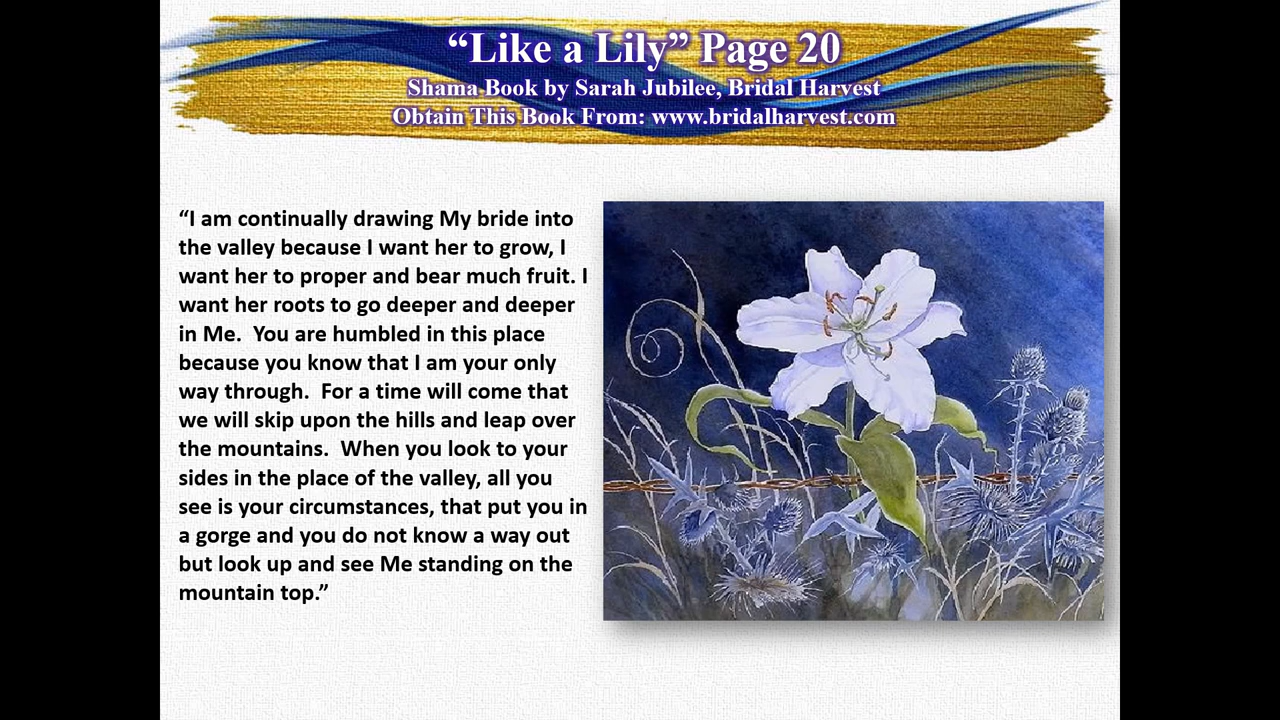 “Like a Lily” Page 20
Shama Book by Sarah Jubilee, Bridal Harvest
Obtain This Book From: www.bridalharvest.com
“I am continually drawing My bride into
the valley because I want her to grow, I
want her to proper and bear much fruit. I
want her roots to go deeper and deeper
in Me.  You are humbled in this place
because you know that I am your only
way through.  For a time will come that
we will skip upon the hills and leap over
the mountains.  When you look to your
sides in the place of the valley, all you
see is your circumstances, that put you in
a gorge and you do not know a way out
but look up and see Me standing on the
mountain top.”